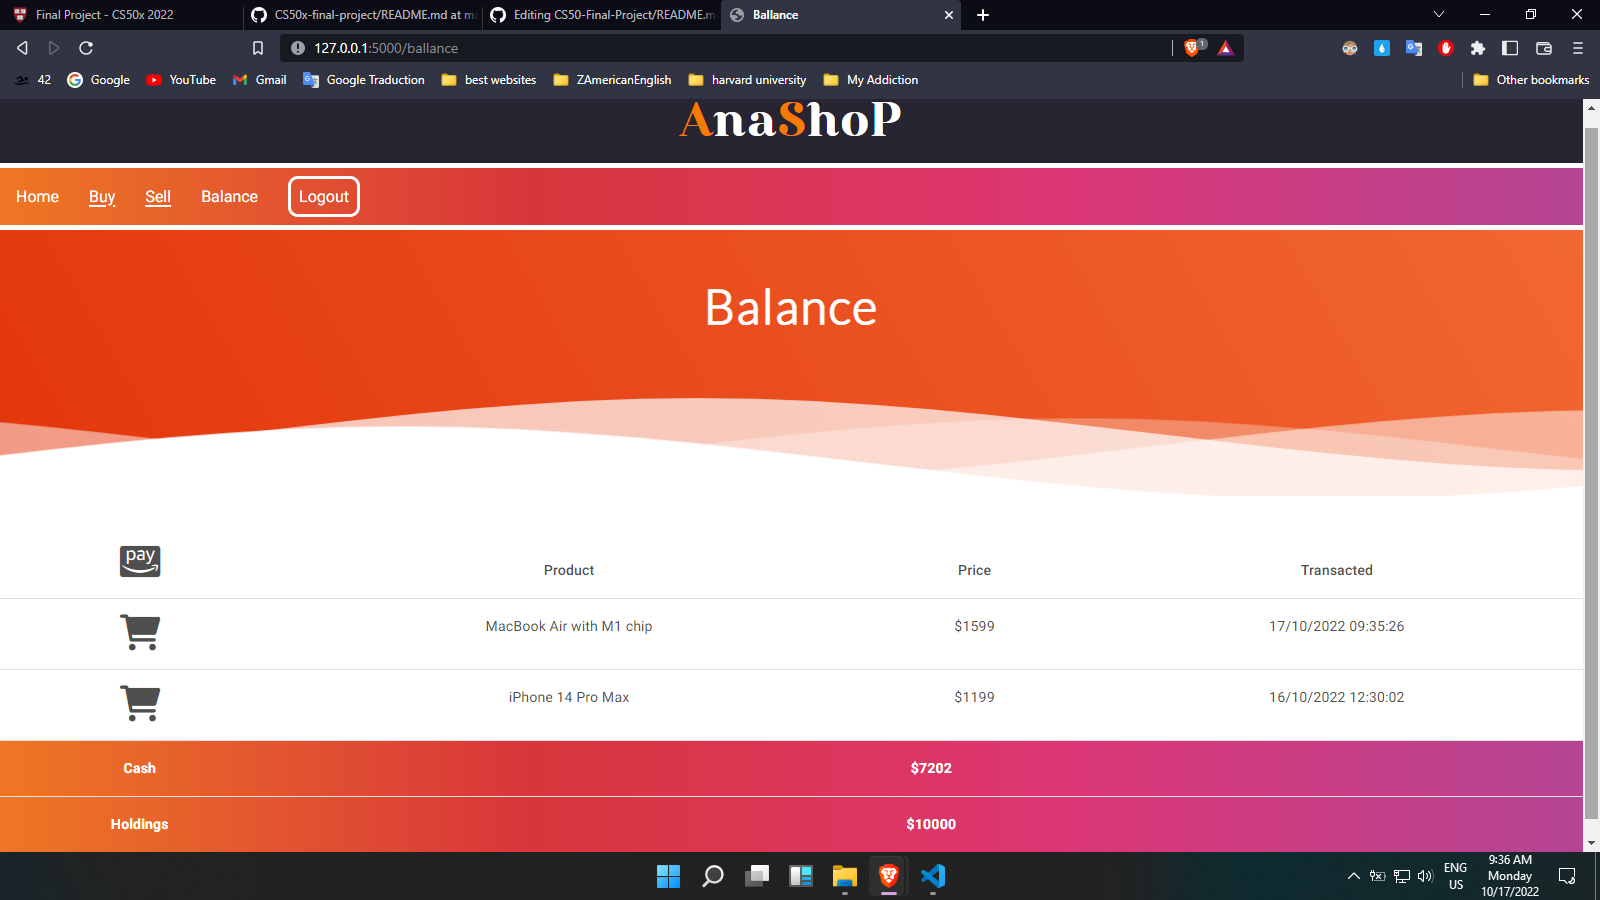 Final Project - CS50x 2022
CS50x-final-project/README.md at ma
Editing CS50-Final-Project/README.m
Ballance
127.0.0.1:5000/ballance
1
42
Google
YouTube
Gmail
Google Traduction
best websites
ZAmericanEnglish
harvard university
My Addiction
Other bookmarks
AnaShoP
Home Buy Sell Balance Logout
Balance
pay Product Price Transacted
MacBook Air with M1 chip $1599 17/10/2022 09:35:26
iPhone 14 Pro Max $1199 16/10/2022 12:30:02
Cash $7202
Holdings $10000
ENG
US
9:36 AM
Monday
10/17/2022